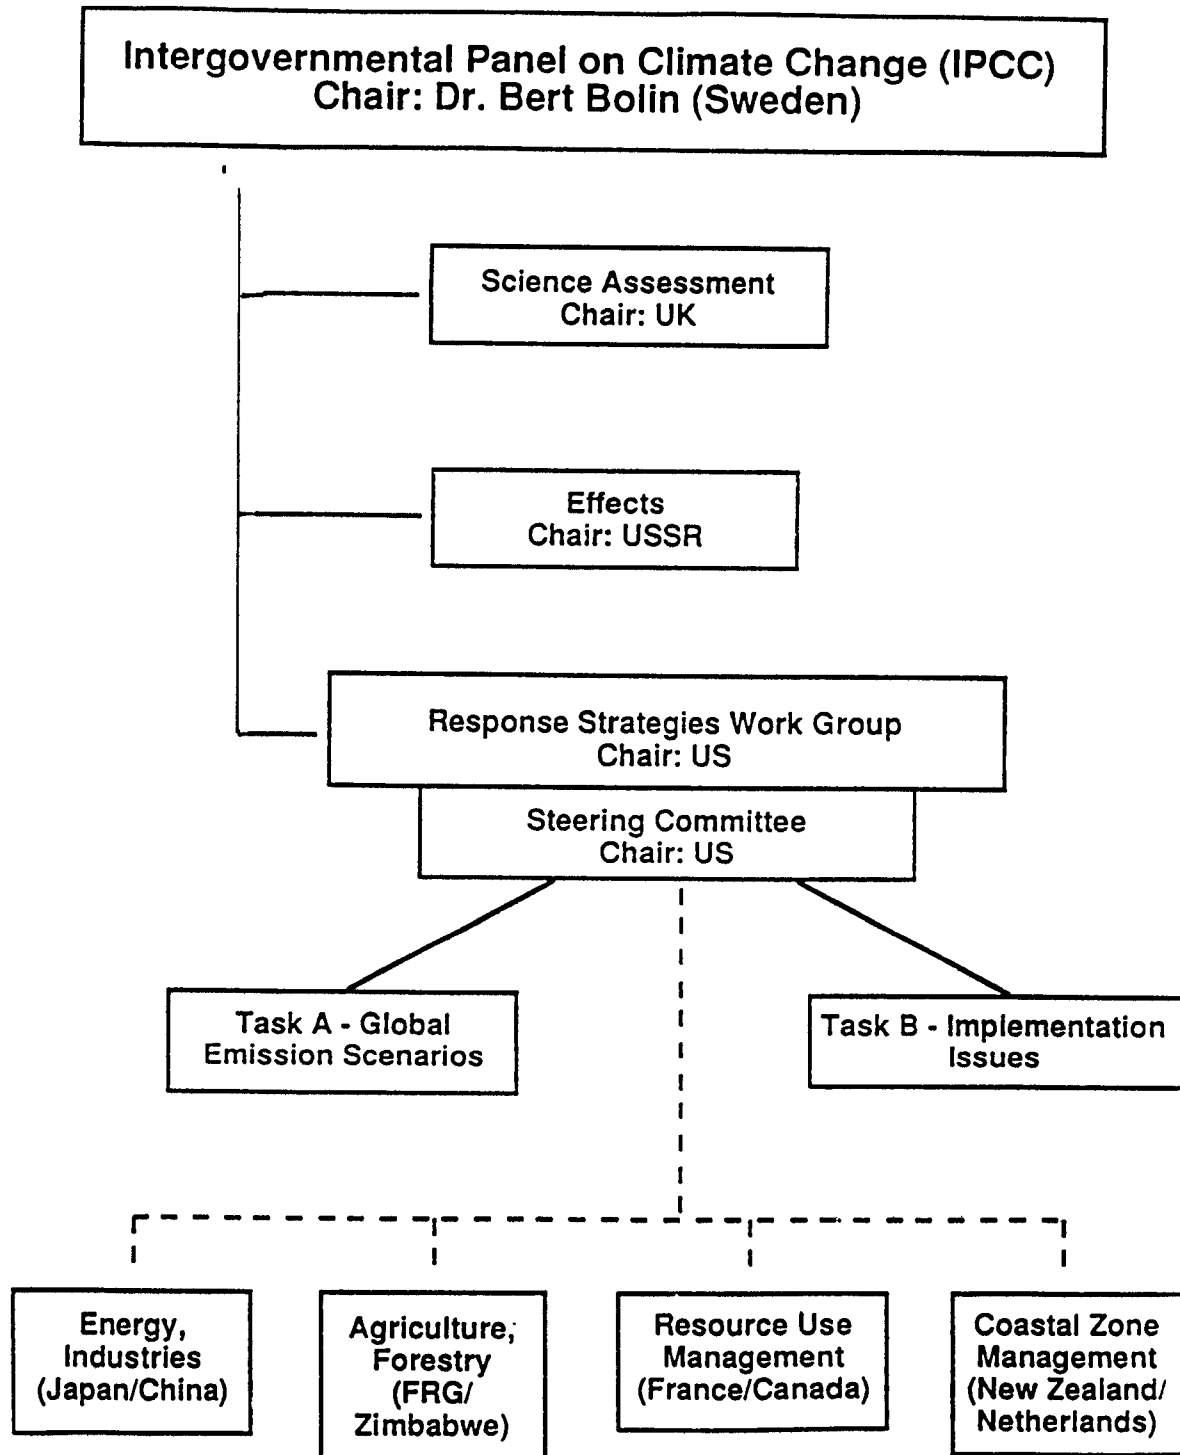 Intergovernmental Panel on Climate Change (IPCC)
Chair: Dr. Bert Bolin (Sweden)
Science Assessment
Chair: UK
Effects
Chair: USSR
Response Strategies Work Group
Chair: US
Steering Committee
Chair: US
Task A - Global
Emission Scenarios
Task B - Implementation
Issues
Energy,
Industries
(Japan/China)
Agriculture,
Forestry
(FRG/
Zimbabwe)
Resource Use
Management
(France/Canada)
Coastal Zone
Management
(New Zealand/
Netherlands)